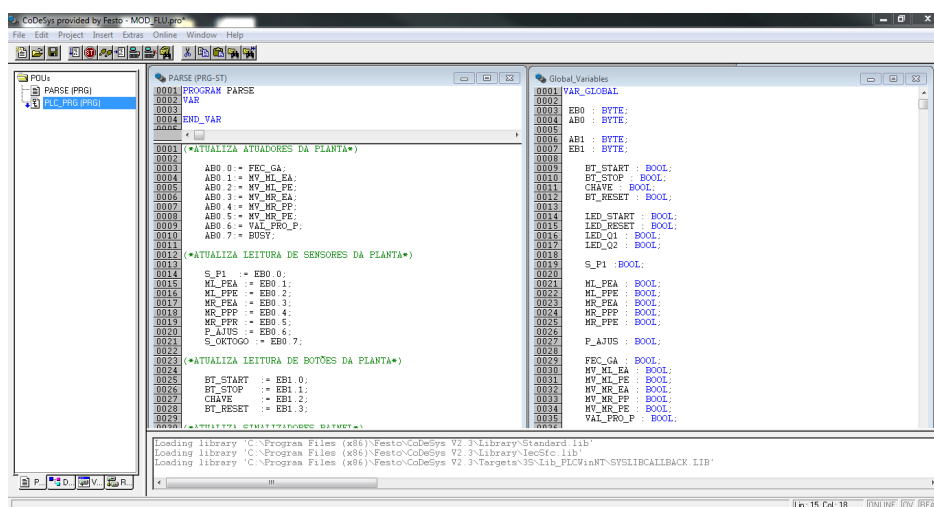 CoDeSys provided by Festo - MOD_FLU.pro*
File Edit Project Insert Extras Online Window Help
POUs
PARSE (PRG)
PLC_PRG (PRG)
P... D... V... R...
PARSE (PRG-ST)
0001 PROGRAM PARSE
0002 VAR
0003
0004 END_VAR
0005
0001 (*ATUALIZA ATUADORES DA PLANTA*)
0002
0003 AB0.0:= FEC_GA;
0004 AB0.1:= MV_ML_EA;
0005 AB0.2:= MV_ML_PE;
0006 AB0.3:= MV_MR_EA;
0007 AB0.4:= MV_MR_PP;
0008 AB0.5:= MV_MR_PE;
0009 AB0.6:= VAL_PRO_P;
0010 AB0.7:= BUSY;
0011
0012 (*ATUALIZA LEITURA DE SENSORES DA PLANTA*)
0013
0014 S_P1 := EB0.0;
0015 ML_PEA := EB0.1;
0016 ML_PPE := EB0.2;
0017 MR_PEA := EB0.3;
0018 MR_PPP := EB0.4;
0019 MR_PPR := EB0.5;
0020 P_AJUS := EB0.6;
0021 S_OKTOGO := EB0.7;
0022
0023 (*ATUALIZA LEITURA DE BOTÕES DA PLANTA*)
0024
0025 BT_START := EB1.0;
0026 BT_STOP := EB1.1;
0027 CHAVE := EB1.2;
0028 BT_RESET := EB1.3;
0029
0030 (*ATUALIZA SINALIZADORES PAINEL*)
Global_Variables
0001 VAR_GLOBAL
0002
0003 EB0 : BYTE;
0004 AB0 : BYTE;
0005
0006 AB1 : BYTE;
0007 EB1 : BYTE;
0008
0009 BT_START : BOOL;
0010 BT_STOP : BOOL;
0011 CHAVE : BOOL;
0012 BT_RESET : BOOL;
0013
0014 LED_START : BOOL;
0015 LED_RESET : BOOL;
0016 LED_Q1 : BOOL;
0017 LED_Q2 : BOOL;
0018
0019 S_P1 :BOOL;
0020
0021 ML_PEA : BOOL;
0022 ML_PPE : BOOL;
0023 MR_PEA : BOOL;
0024 MR_PPP : BOOL;
0025 MR_PPE : BOOL;
0026
0027 P_AJUS : BOOL;
0028
0029 FEC_GA : BOOL;
0030 MV_ML_EA : BOOL;
0031 MV_ML_PE : BOOL;
0032 MV_MR_EA : BOOL;
0033 MV_MR_PP : BOOL;
0034 MV_MR_PE : BOOL;
0035 VAL_PRO_P : BOOL;
0036
Loading library 'C:\Program Files (x86)\Festo\CoDeSys V2.3\Library\Standard.lib'
Loading library 'C:\Program Files (x86)\Festo\CoDeSys V2.3\Library\IecSfc.lib'
Loading library 'C:\Program Files (x86)\Festo\CoDeSys V2.3\Targets\3S\Lib_PLCWinNT\SYSLIBCALLBACK.LIB'
Lin.: 15, Col.: 18 ONLINE OV